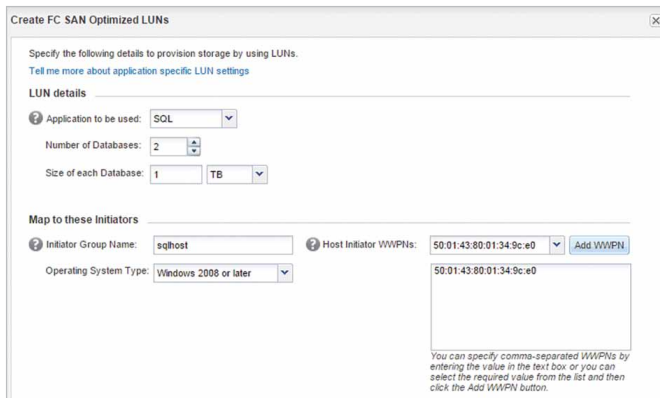 Create FC SAN Optimized LUNs
Specify the following details to provision storage by using LUNs.
Tell me more about application specific LUN settings
LUN details
? Application to be used: SQL
Number of Databases: 2
Size of each Database: 1 TB
Map to these Initiators
? Initiator Group Name: sqlhost ? Host Initiator WWPNs: 50:01:43:80:01:34:9c:e0 Add WWPN
Operating System Type: Windows 2008 or later 50:01:43:80:01:34:9c:e0
You can specify comma-separated WWPNs by
entering the value in the text box or you can
select the required value from the list and then
click the Add WWPN button.